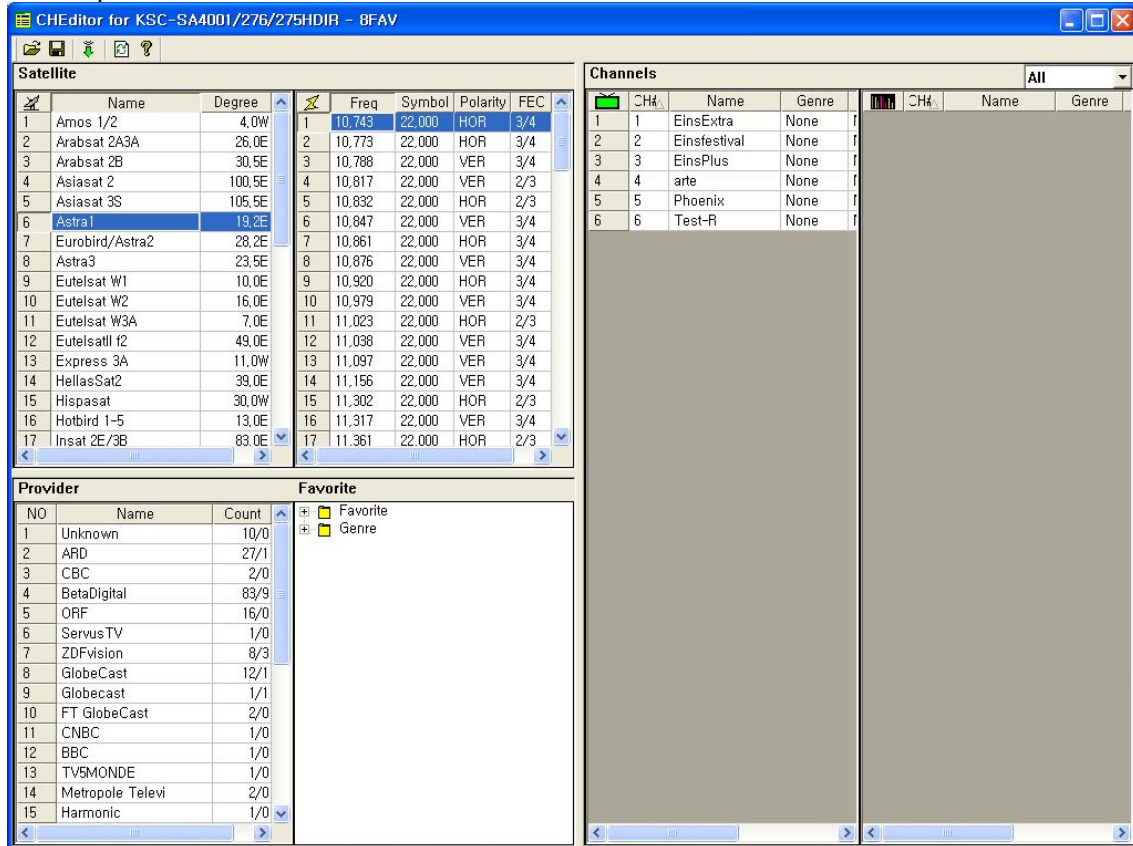 CHEditor for KSC-SA4001/276/275HDIR - 8FAV
Satellite
Name Degree
1 Amos 1/2 4,0W
2 Arabsat 2A3A 26,0E
3 Arabsat 2B 30,5E
4 Asiasat 2 100,5E
5 Asiasat 3S 105,5E
6 Astra1 19,2E
7 Eurobird/Astra2 28,2E
8 Astra3 23,5E
9 Eutelsat W1 10,0E
10 Eutelsat W2 16,0E
11 Eutelsat W3A 7,0E
12 EutelsatII f2 49,0E
13 Express 3A 11,0W
14 HellasSat2 39,0E
15 Hispasat 30,0W
16 Hotbird 1-5 13,0E
17 Insat 2E/3B 83,0E
Freq Symbol Polarity FEC
1 10,743 22,000 HOR 3/4
2 10,773 22,000 HOR 3/4
3 10,788 22,000 VER 3/4
4 10,817 22,000 VER 2/3
5 10,832 22,000 HOR 2/3
6 10,847 22,000 VER 3/4
7 10,861 22,000 HOR 3/4
8 10,876 22,000 VER 3/4
9 10,920 22,000 HOR 3/4
10 10,979 22,000 VER 3/4
11 11,023 22,000 HOR 2/3
12 11,038 22,000 VER 3/4
13 11,097 22,000 VER 3/4
14 11,156 22,000 VER 3/4
15 11,302 22,000 HOR 2/3
16 11,317 22,000 VER 3/4
17 11,361 22,000 HOR 2/3
Channels
All
CH# Name Genre
1 1 EinsExtra None
2 2 Einsfestival None
3 3 EinsPlus None
4 4 arte None
5 5 Phoenix None
6 6 Test-R None
CH# Name Genre
Provider
NO Name Count
1 Unknown 10/0
2 ARD 27/1
3 CBC 2/0
4 BetaDigital 83/9
5 ORF 16/0
6 ServusTV 1/0
7 ZDFvision 8/3
8 GlobeCast 12/1
9 Globecast 1/1
10 FT GlobeCast 2/0
11 CNBC 1/0
12 BBC 1/0
13 TV5MONDE 1/0
14 Metropole Televi 2/0
15 Harmonic 1/0
Favorite
Favorite
Genre